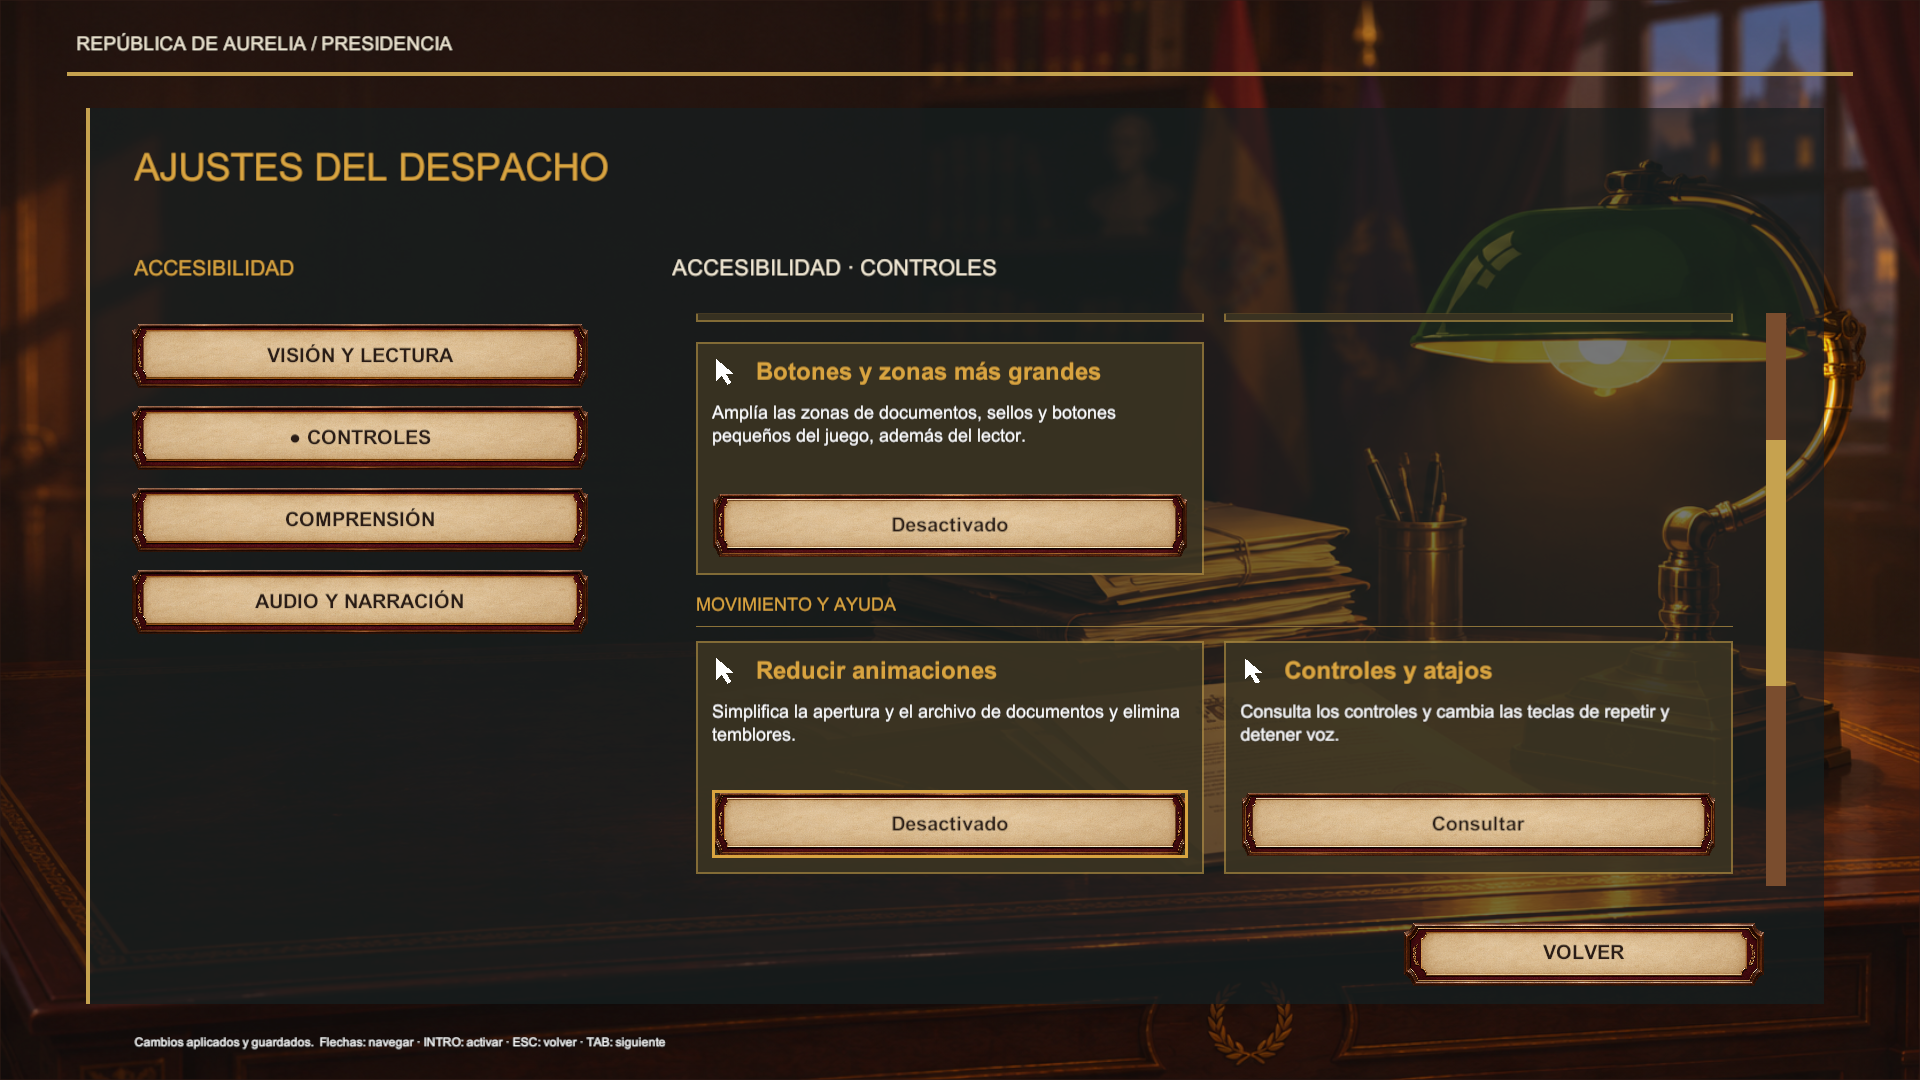 REPÚBLICA DE AURELIA / PRESIDENCIA
AJUSTES DEL DESPACHO
ACCESIBILIDAD
VISIÓN Y LECTURA
● CONTROLES
COMPRENSIÓN
AUDIO Y NARRACIÓN
ACCESIBILIDAD · CONTROLES
Botones y zonas más grandes
Amplía las zonas de documentos, sellos y botones
pequeños del juego, además del lector.
Desactivado
MOVIMIENTO Y AYUDA
Reducir animaciones
Simplifica la apertura y el archivo de documentos y elimina
temblores.
Desactivado
Controles y atajos
Consulta los controles y cambia las teclas de repetir y
detener voz.
Consultar
VOLVER
Cambios aplicados y guardados. Flechas: navegar · INTRO: activar · ESC: volver · TAB: siguiente